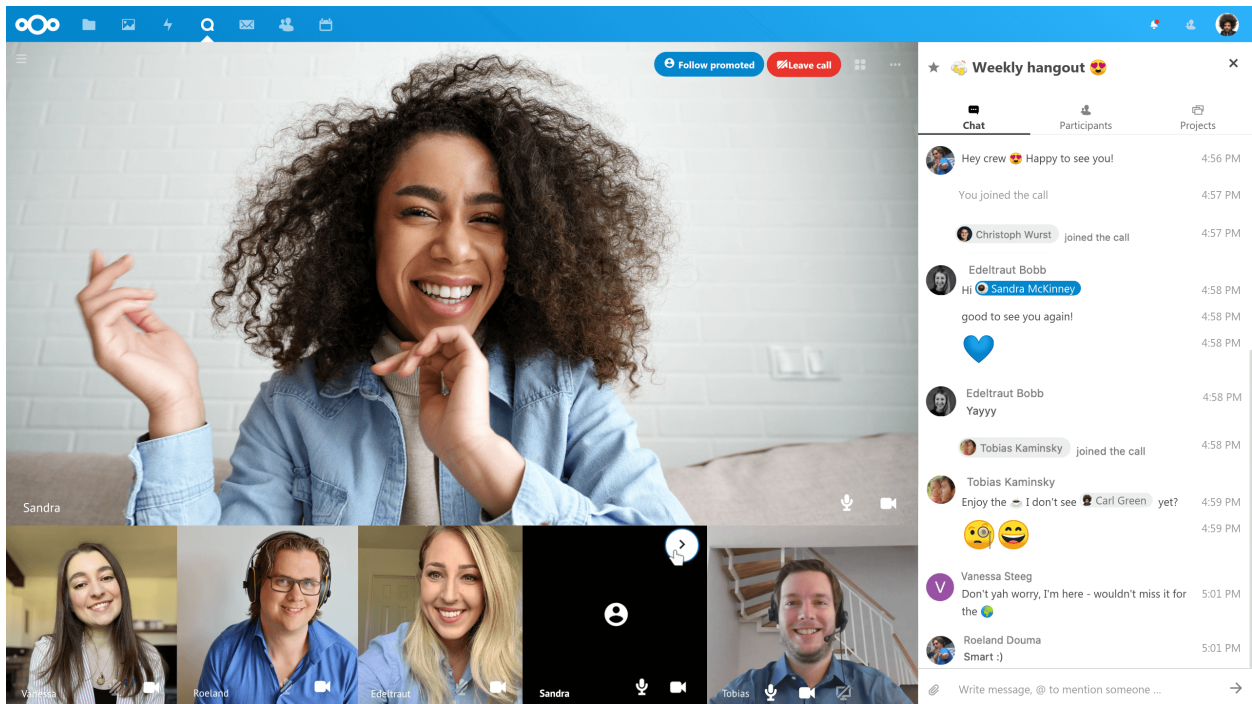 Follow promoted
Leave call
Sandra
Vanessa
Roeland
Edeltraut
Sandra
Tobias
Weekly hangout
Chat
Participants
Projects
Hey crew 😍 Happy to see you!
4:56 PM
You joined the call
4:57 PM
Christoph Wurst joined the call
4:57 PM
Edeltraut Bobb
Hi Sandra McKinney
4:58 PM
good to see you again!
4:58 PM
4:58 PM
Edeltraut Bobb
Yayyy
4:58 PM
Tobias Kaminsky joined the call
4:58 PM
Tobias Kaminsky
Enjoy the ☕ I don't see Carl Green yet?
4:59 PM
4:59 PM
V
Vanessa Steeg
Don't yah worry, I'm here - wouldn't miss it for
the 🌍
5:01 PM
Roeland Douma
Smart :)
5:01 PM
Write message, @ to mention someone ...